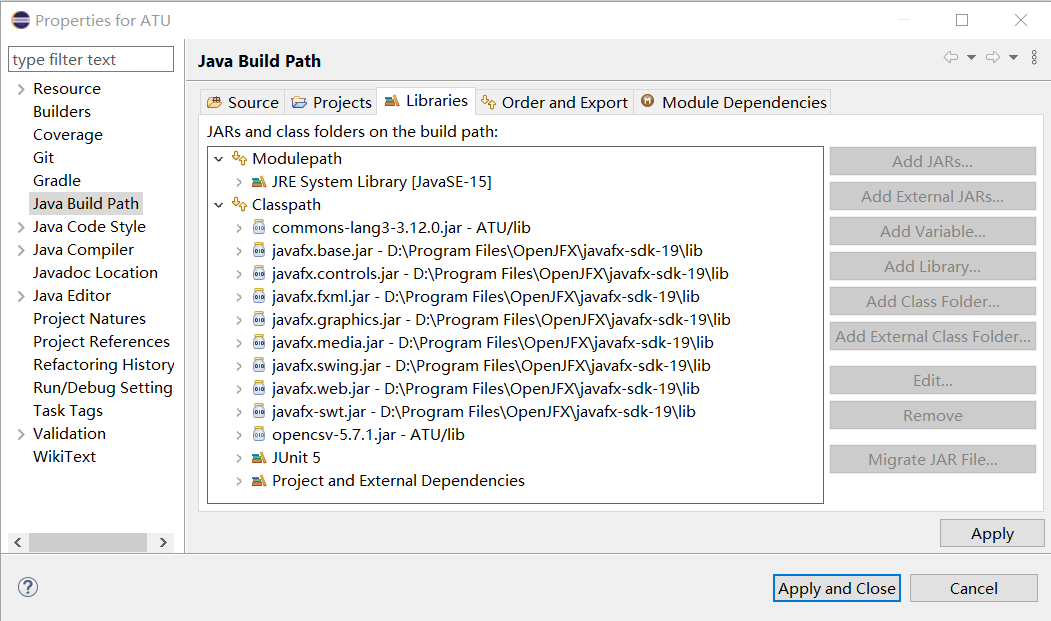 Properties for ATU
type filter text
Resource
Builders
Coverage
Git
Gradle
Java Build Path
Java Code Style
Java Compiler
Javadoc Location
Java Editor
Project Natures
Project References
Refactoring History
Run/Debug Setting
Task Tags
Validation
WikiText
Java Build Path
Source Projects Libraries Order and Export Module Dependencies
JARs and class folders on the build path:
Modulepath
JRE System Library [JavaSE-15]
Classpath
commons-lang3-3.12.0.jar - ATU/lib
javafx.base.jar - D:\Program Files\OpenJFX\javafx-sdk-19\lib
javafx.controls.jar - D:\Program Files\OpenJFX\javafx-sdk-19\lib
javafx.fxml.jar - D:\Program Files\OpenJFX\javafx-sdk-19\lib
javafx.graphics.jar - D:\Program Files\OpenJFX\javafx-sdk-19\lib
javafx.media.jar - D:\Program Files\OpenJFX\javafx-sdk-19\lib
javafx.swing.jar - D:\Program Files\OpenJFX\javafx-sdk-19\lib
javafx.web.jar - D:\Program Files\OpenJFX\javafx-sdk-19\lib
javafx-swt.jar - D:\Program Files\OpenJFX\javafx-sdk-19\lib
opencsv-5.7.1.jar - ATU/lib
JUnit 5
Project and External Dependencies
Add JARs...
Add External JARs...
Add Variable...
Add Library...
Add Class Folder...
Add External Class Folder...
Edit...
Remove
Migrate JAR File...
Apply
Apply and Close
Cancel